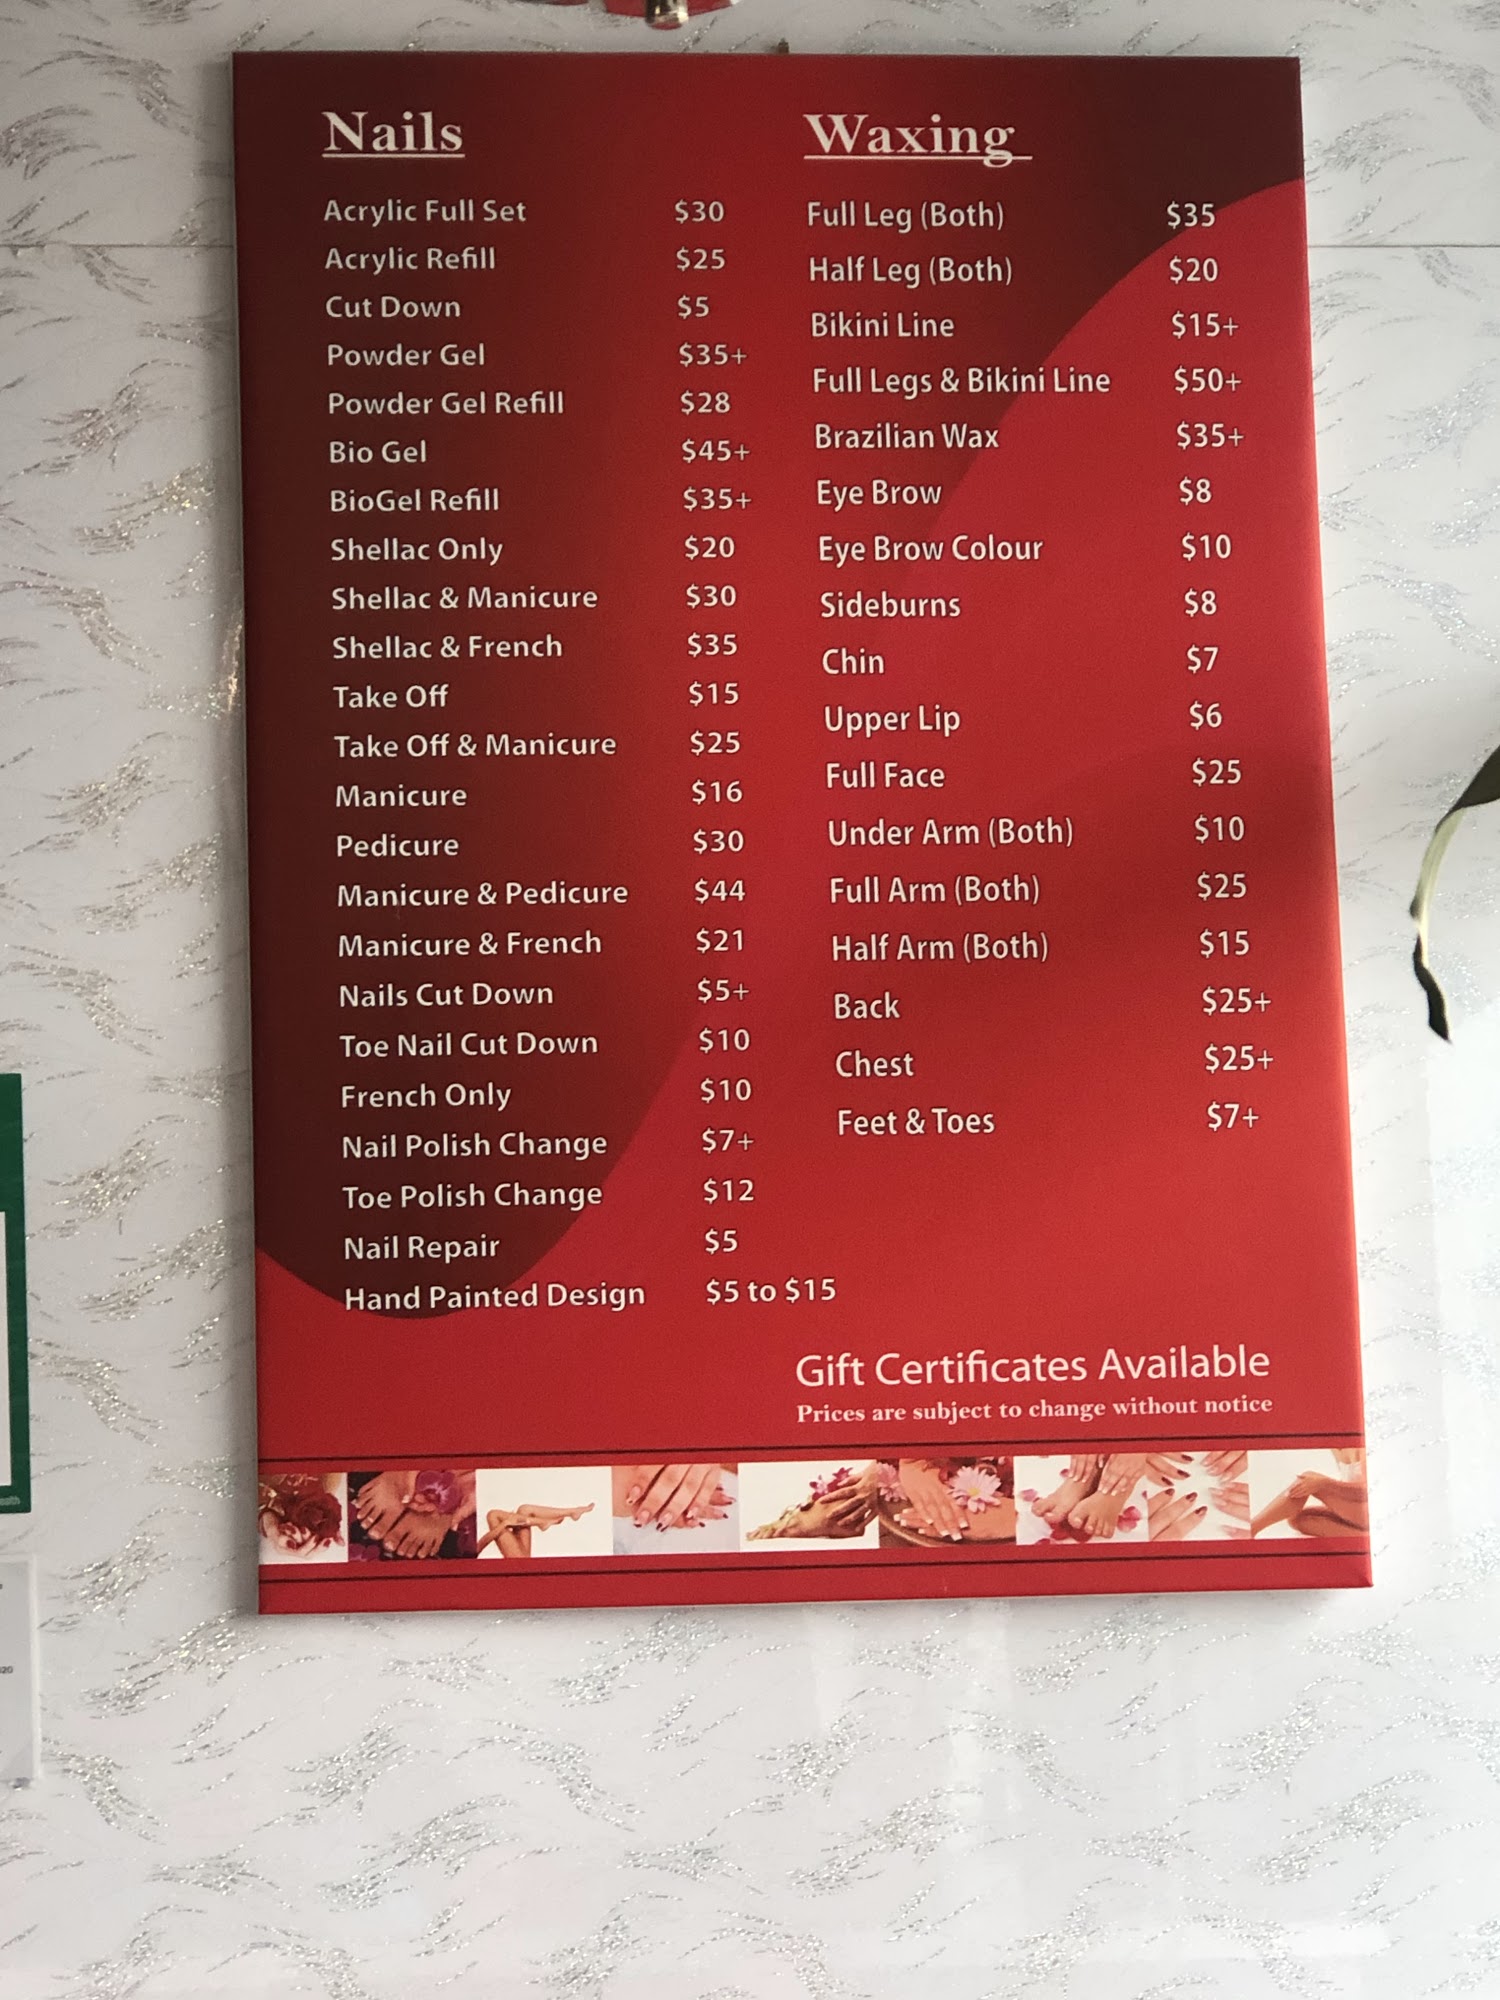 Nails
Acrylic Full Set $30
Acrylic Refill $25
Cut Down $5
Powder Gel $35+
Powder Gel Refill $28
Bio Gel $45+
BioGel Refill $35+
Shellac Only $20
Shellac & Manicure $30
Shellac & French $35
Take Off $15
Take Off & Manicure $25
Manicure $16
Pedicure $30
Manicure & Pedicure $44
Manicure & French $21
Nails Cut Down $5+
Toe Nail Cut Down $10
French Only $10
Nail Polish Change $7+
Toe Polish Change $12
Nail Repair $5
Hand Painted Design $5 to $15
Waxing
Full Leg (Both) $35
Half Leg (Both) $20
Bikini Line $15+
Full Legs & Bikini Line $50+
Brazilian Wax $35+
Eye Brow $8
Eye Brow Colour $10
Sideburns $8
Chin $7
Upper Lip $6
Full Face $25
Under Arm (Both) $10
Full Arm (Both) $25
Half Arm (Both) $15
Back $25+
Chest $25+
Feet & Toes $7+
Gift Certificates Available
Prices are subject to change without notice